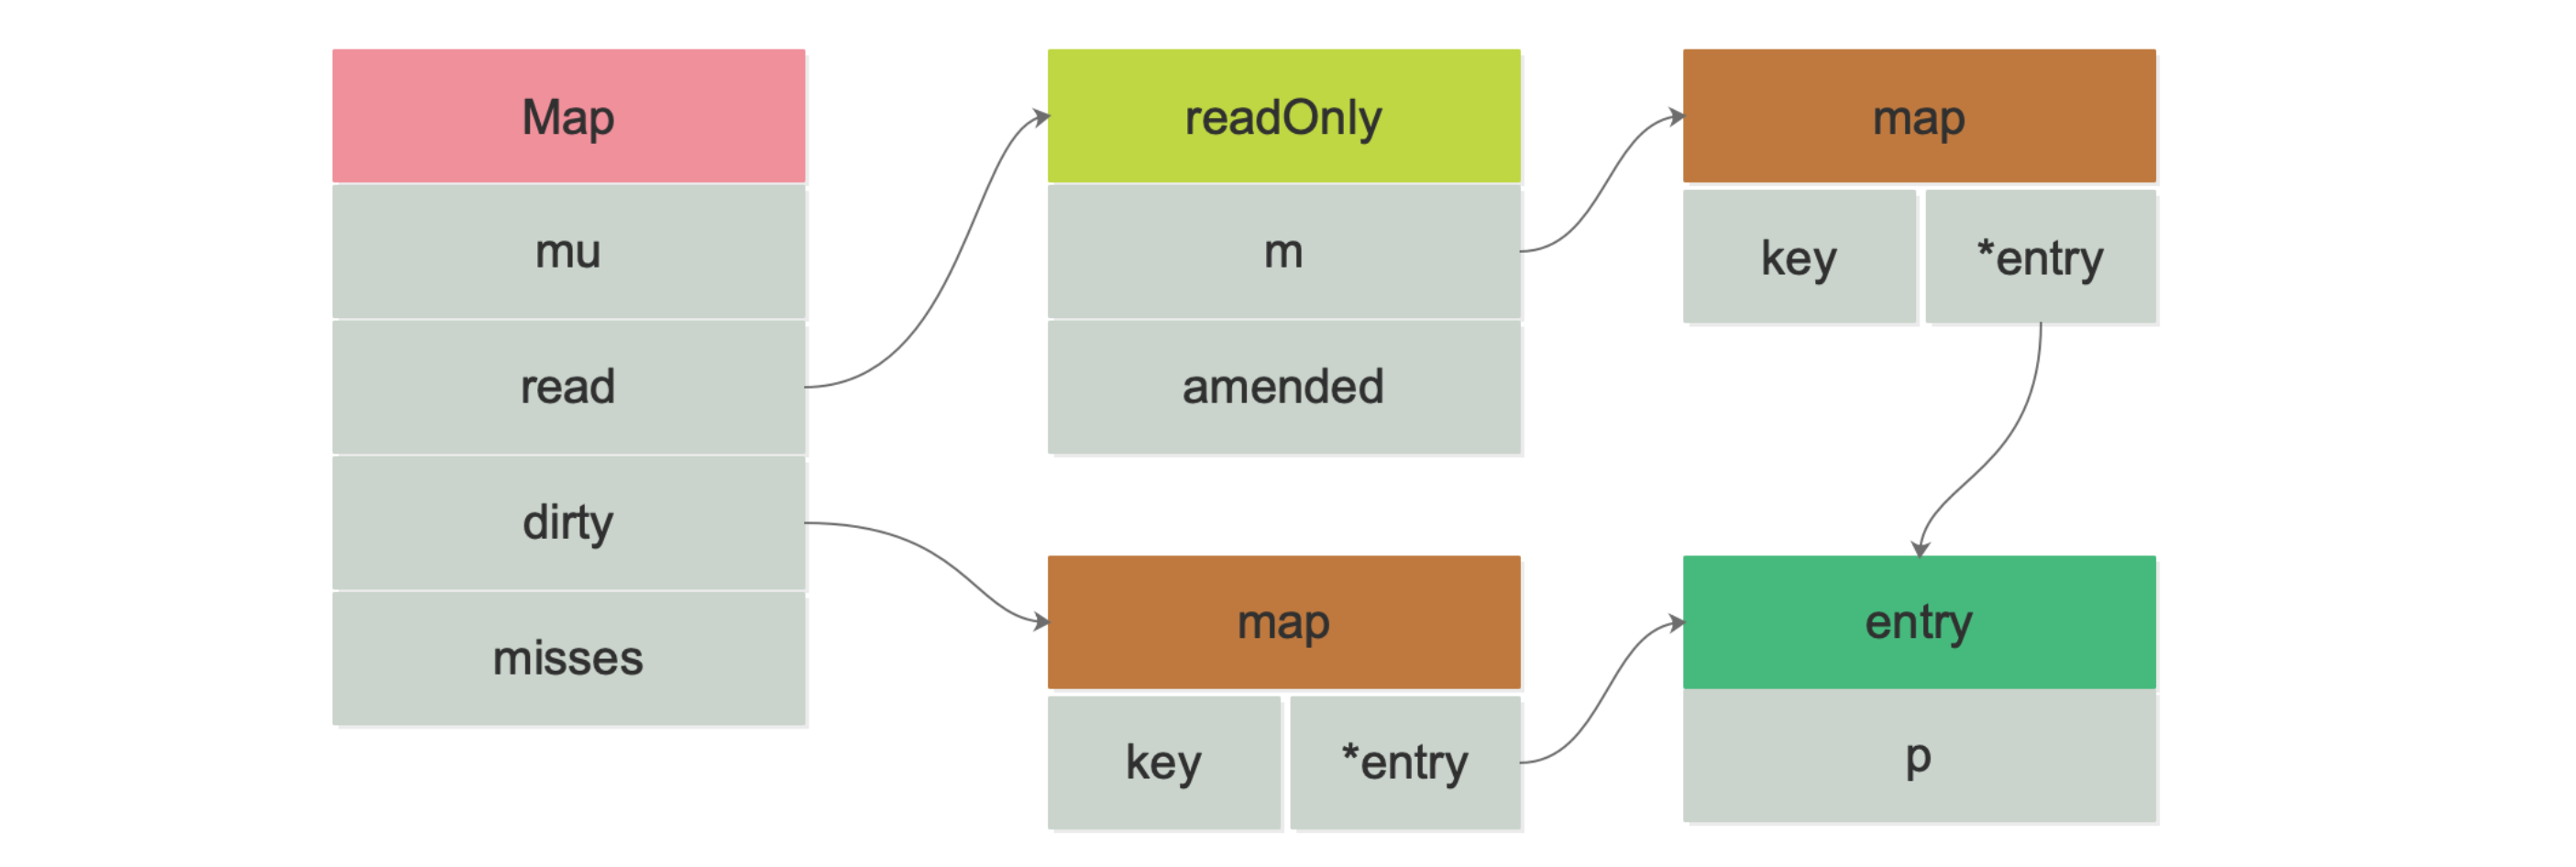 Map
mu
read
dirty
misses
readOnly
m
amended
map
key *entry
map
key *entry
entry
p